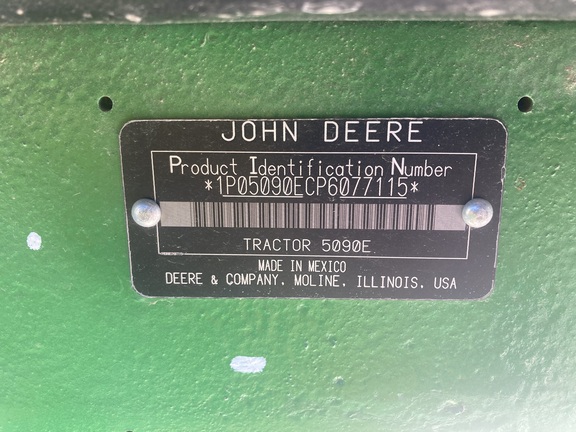 JOHN DEERE
Product Identification Number
*1P05090ECP6077115*
TRACTOR 5090E
MADE IN MEXICO
DEERE & COMPANY, MOLINE, ILLINOIS, USA